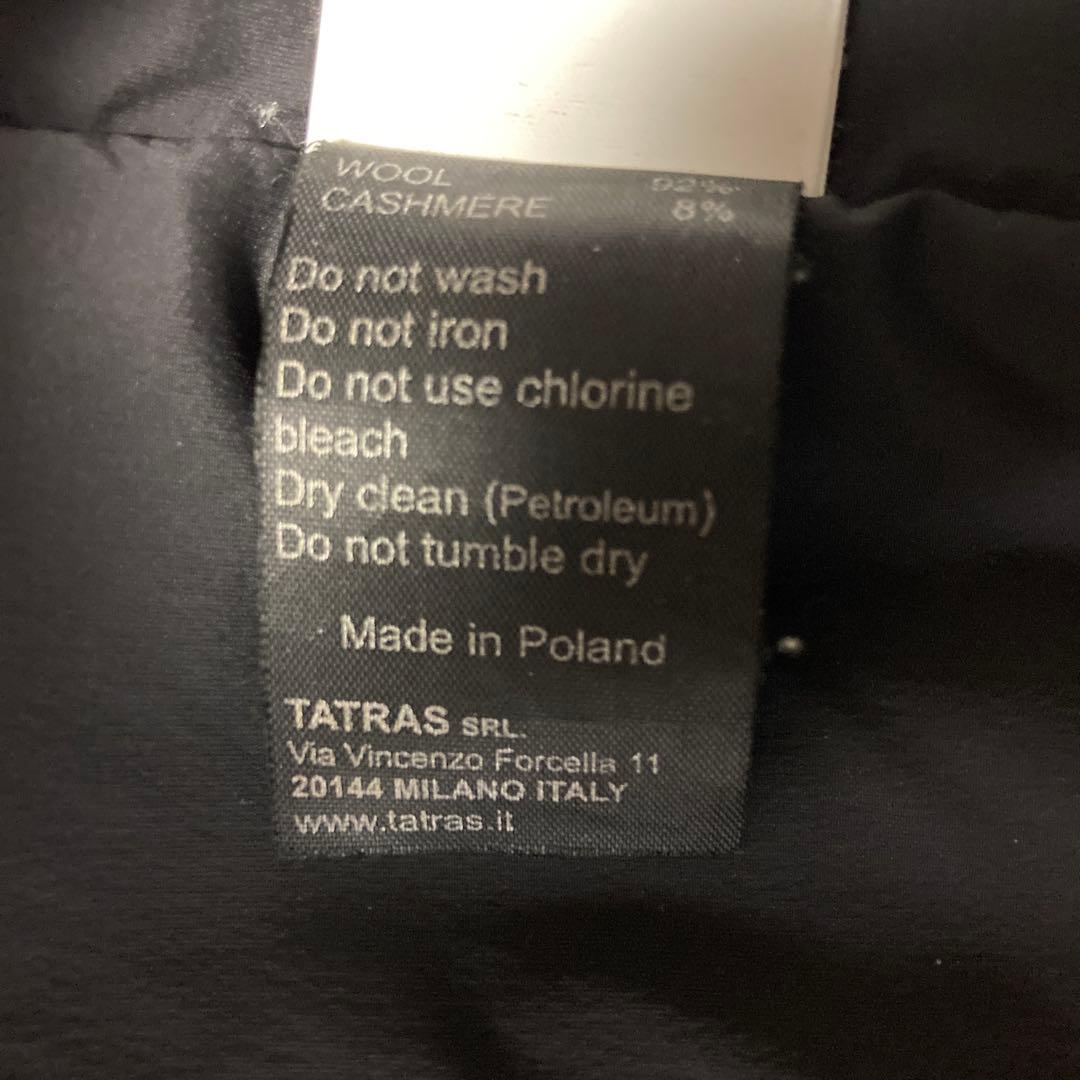 WOOL 92%
CASHMERE 8%
Do not wash
Do not iron
Do not use chlorine
bleach
Dry clean (Petroleum)
Do not tumble dry
Made in Poland
TATRAS SRL.
Via Vincenzo Forcella 11
20144 MILANO ITALY
www.tatras.it